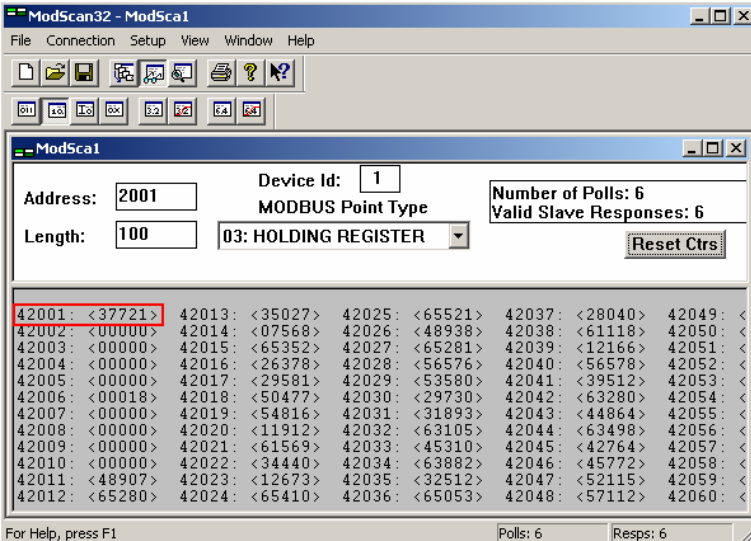 ModScan32 - ModSca1
File Connection Setup View Window Help
ModSca1
Address: 2001
Device Id: 1
MODBUS Point Type
Length: 100
03: HOLDING REGISTER
Number of Polls: 6
Valid Slave Responses: 6
Reset Ctrs
42001: <37721> 42013: <35027> 42025: <65521> 42037: <28040> 42049: <
42002: <00000> 42014: <07568> 42026: <48938> 42038: <61118> 42050: <
42003: <00000> 42015: <65352> 42027: <65281> 42039: <12166> 42051: <
42004: <00000> 42016: <26378> 42028: <56576> 42040: <56578> 42052: <
42005: <00000> 42017: <29581> 42029: <53580> 42041: <39512> 42053: <
42006: <00018> 42018: <50477> 42030: <29730> 42042: <63280> 42054: <
42007: <00000> 42019: <54816> 42031: <31893> 42043: <44864> 42055: <
42008: <00000> 42020: <11912> 42032: <63105> 42044: <63498> 42056: <
42009: <00000> 42021: <61569> 42033: <45310> 42045: <42764> 42057: <
42010: <00000> 42022: <34440> 42034: <63882> 42046: <45772> 42058: <
42011: <48907> 42023: <12673> 42035: <32512> 42047: <52115> 42059: <
42012: <65280> 42024: <65410> 42036: <65053> 42048: <57112> 42060: <
For Help, press F1
Polls: 6
Resps: 6